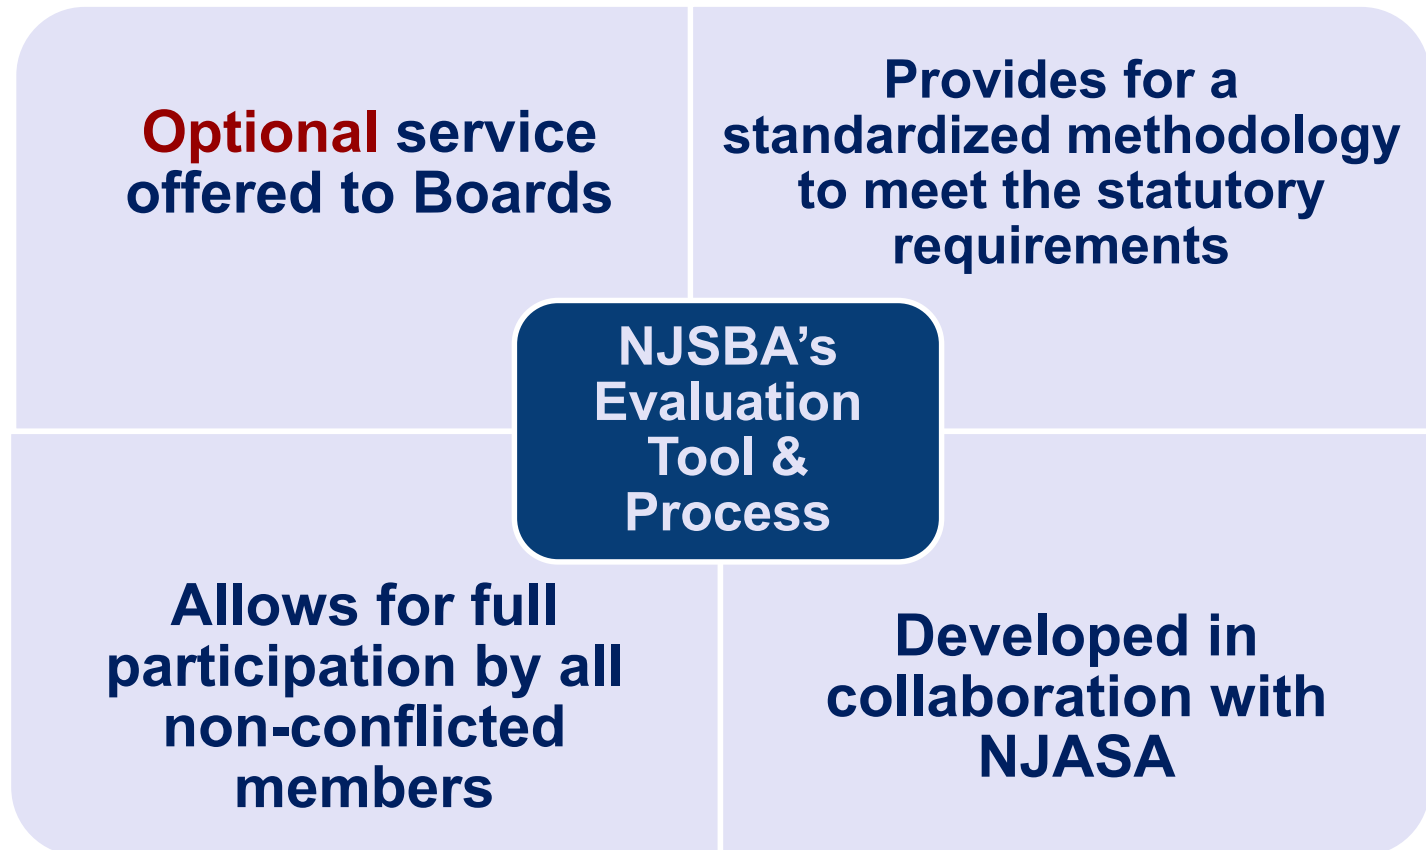 Optional service
offered to Boards
Provides for a
standardized methodology
to meet the statutory
requirements
NJSBA’s
Evaluation
Tool &
Process
Allows for full
participation by all
non-conflicted
members
Developed in
collaboration with
NJASA